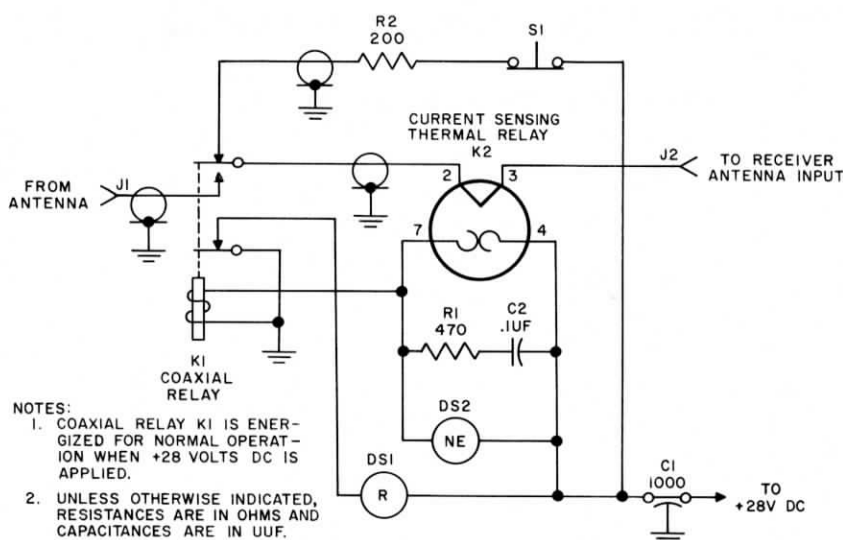 R2
200
S1
CURRENT SENSING
THERMAL RELAY
K2
FROM
ANTENNA
J1
2
3
J2
TO RECEIVER
ANTENNA INPUT
7
4
R1
470
C2
.1UF
K1
COAXIAL
RELAY
DS2
NE
DS1
R
C1
1000
TO
+28V DC
NOTES:
1. COAXIAL RELAY K1 IS ENER-
GIZED FOR NORMAL OPERAT-
ION WHEN +28 VOLTS DC IS
APPLIED.
2. UNLESS OTHERWISE INDICATED,
RESISTANCES ARE IN OHMS AND
CAPACITANCES ARE IN UUF.